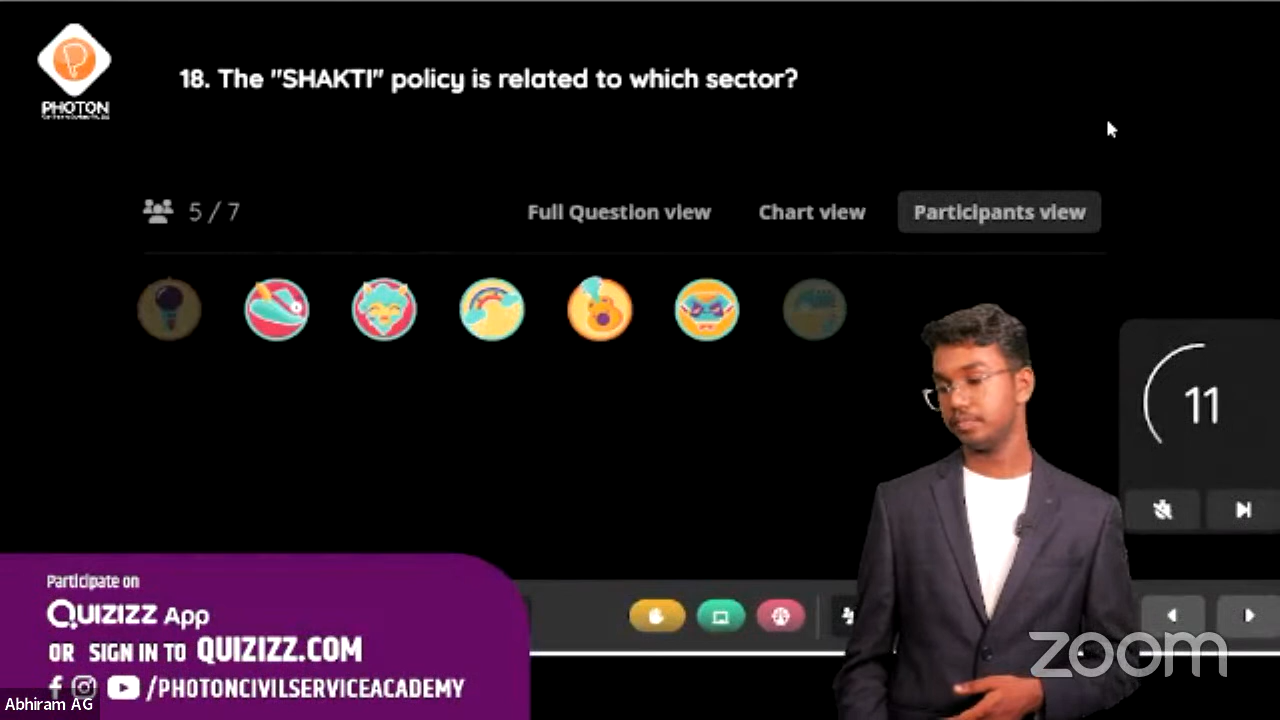 18. The "SHAKTI" policy is related to which sector?
PHOTON
5 / 7
Full Question view
Chart view
Participants view
11
Participate on
QUIZIZZ App
OR SIGN IN TO QUIZIZZ.COM
/PHOTONCIVILSERVICEACADEMY
Abhiram AG
zoom